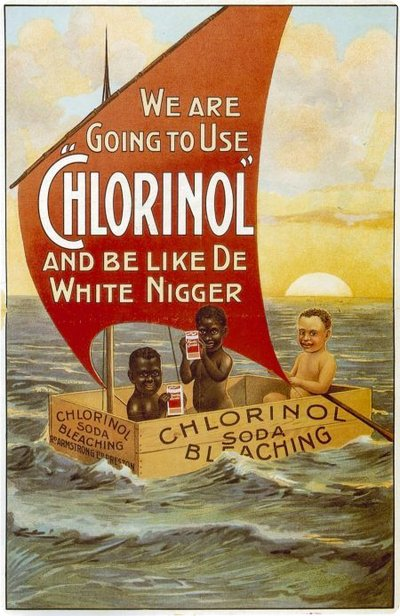 WE ARE
GOING TO USE
"CHLORINOL"
AND BE LIKE DE
WHITE NIGGER
CHLORINOL
SODA
BLEACHING
CHLORINOL
SODA
BLEACHING